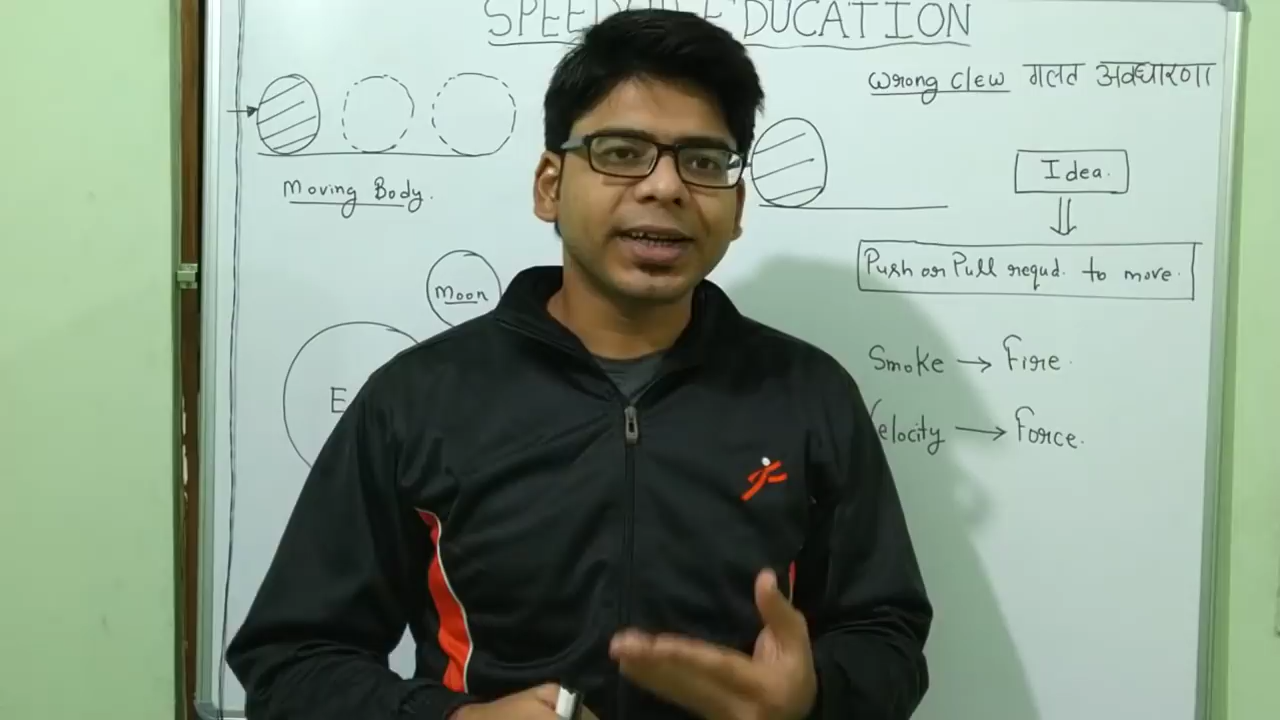 SPEED EDUCATION
wrong clew गलत अवधारणा
Idea.
Moving Body.
Push or Pull requd. to move.
Moon
Smoke → Fire.
E
Velocity → Force.